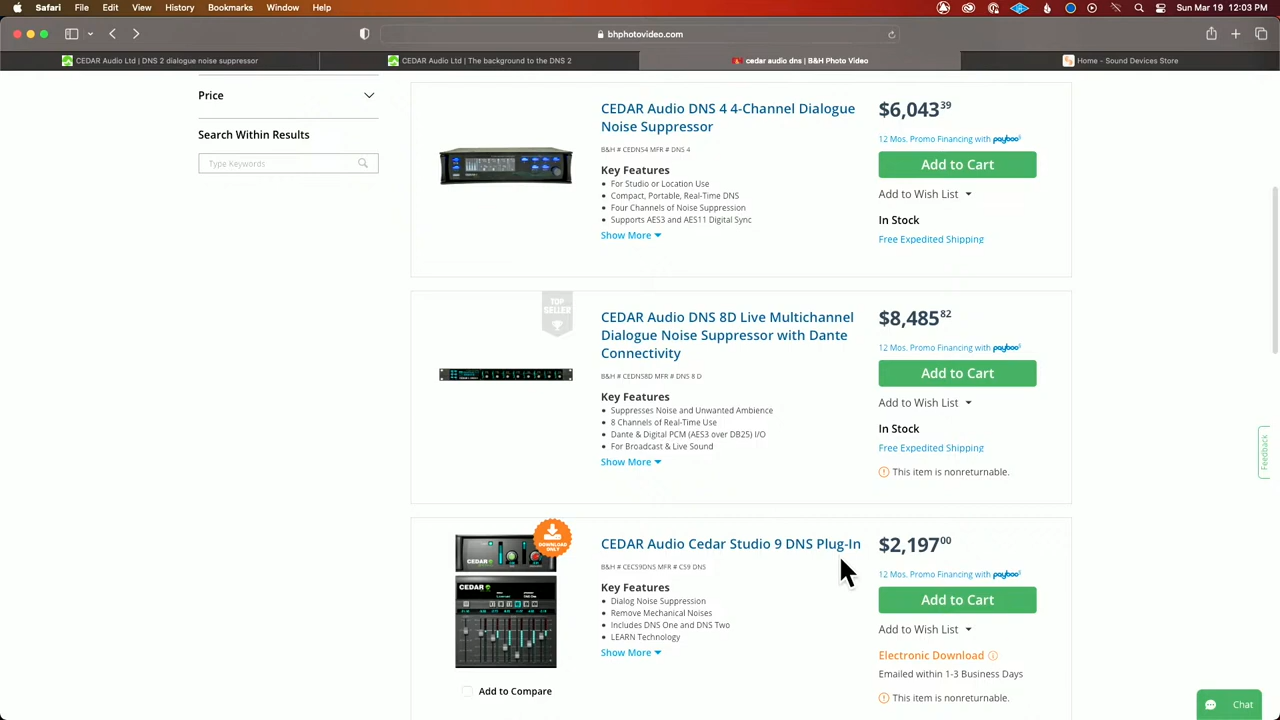 Safari File Edit View History Bookmarks Window Help
Sun Mar 19 12:03 PM
bhphotovideo.com
CEDAR Audio Ltd | DNS 2 dialogue noise suppressor
CEDAR Audio Ltd | The background to the DNS 2
cedar audio dns | B&H Photo Video
Home - Sound Devices Store
Price
Search Within Results
Type Keywords
CEDAR Audio DNS 4 4-Channel Dialogue
Noise Suppressor
B&H # CEDNS4 MFR # DNS 4
Key Features
For Studio or Location Use
Compact, Portable, Real-Time DNS
Four Channels of Noise Suppression
Supports AES3 and AES11 Digital Sync
Show More
$6,043 39
12 Mos. Promo Financing with payboo
Add to Cart
Add to Wish List
In Stock
Free Expedited Shipping
TOP
SELLER
CEDAR Audio DNS 8D Live Multichannel
Dialogue Noise Suppressor with Dante
Connectivity
B&H # CEDNS8D MFR # DNS 8 D
Key Features
Suppresses Noise and Unwanted Ambience
8 Channels of Real-Time Use
Dante & Digital PCM (AES3 over DB25) I/O
For Broadcast & Live Sound
Show More
$8,485 82
12 Mos. Promo Financing with payboo
Add to Cart
Add to Wish List
In Stock
Free Expedited Shipping
This item is nonreturnable.
Feedback
DOWNLOAD
ONLY
CEDAR
CEDAR
CEDAR Audio Cedar Studio 9 DNS Plug-In
B&H # CECS9DNS MFR # CS9 DNS
Key Features
Dialog Noise Suppression
Remove Mechanical Noises
Includes DNS One and DNS Two
LEARN Technology
Show More
Add to Compare
$2,197 00
12 Mos. Promo Financing with payboo
Add to Cart
Add to Wish List
Electronic Download
Emailed within 1-3 Business Days
This item is nonreturnable.
Chat